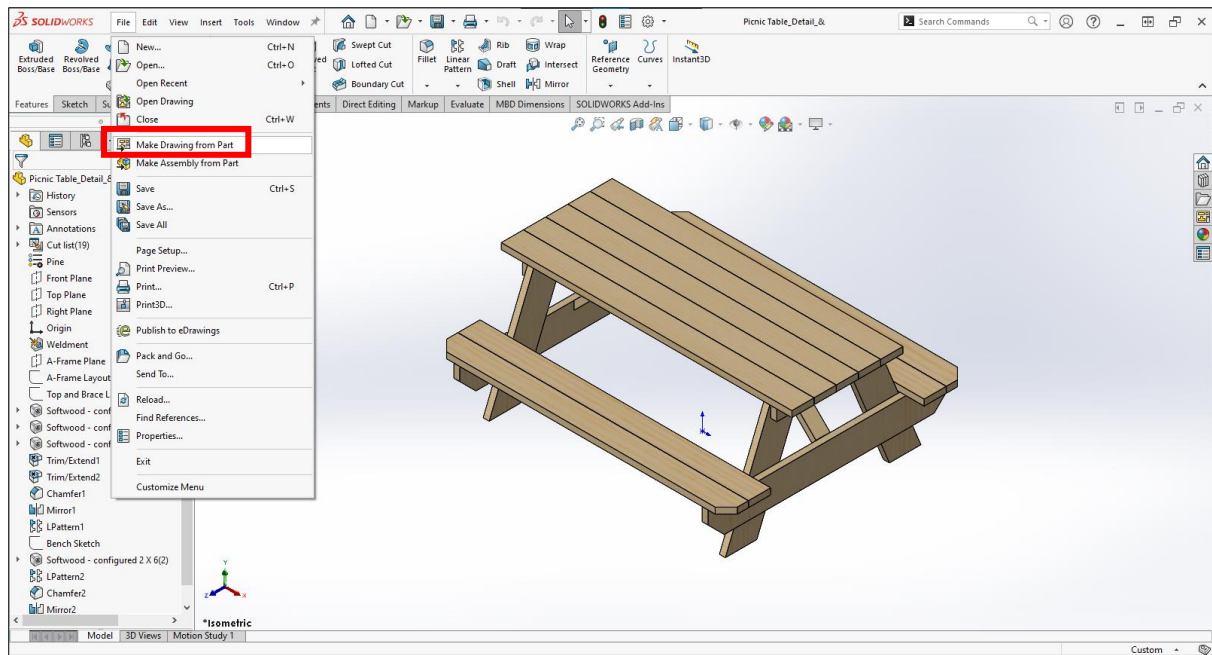 SOLIDWORKS File Edit View Insert Tools Window Picnic Table_Detail_& Search Commands
Extruded Boss/Base
Revolved Boss/Base
Swept Cut
Lofted Cut
Boundary Cut
Fillet
Linear Pattern
Rib
Draft
Shell
Wrap
Intersect
Mirror
Reference Geometry
Curves
Instant3D
Features Sketch Direct Editing Markup Evaluate MBD Dimensions SOLIDWORKS Add-Ins
New... Ctrl+N
Open... Ctrl+O
Open Recent
Open Drawing
Close Ctrl+W
Make Drawing from Part
Make Assembly from Part
Save Ctrl+S
Save As...
Save All
Page Setup...
Print Preview...
Print... Ctrl+P
Print3D...
Publish to eDrawings
Pack and Go...
Send To...
Reload...
Find References...
Properties...
Exit
Customize Menu
Picnic Table_Detail_&
History
Sensors
Annotations
Cut list(19)
Pine
Front Plane
Top Plane
Right Plane
Origin
Weldment
A-Frame Plane
A-Frame Layout
Top and Brace L
Softwood - conf
Softwood - conf
Softwood - conf
Trim/Extend1
Trim/Extend2
Chamfer1
Mirror1
LPattern1
Bench Sketch
Softwood - configured 2 X 6(2)
LPattern2
Chamfer2
Mirror2
Y
Z
X
*Isometric
Model 3D Views Motion Study 1
Custom